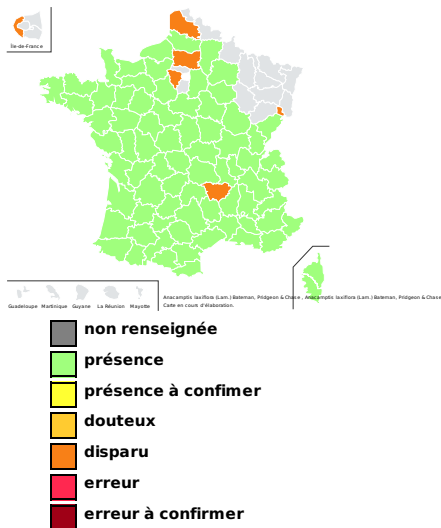 Île-de-France
Guadeloupe Martinique Guyane La Réunion Mayotte
Anacamptis laxiflora (Lam.) Bateman, Pridgeon & Chase , Anacamptis laxiflora (Lam.) Bateman, Pridgeon & Chase
Carte en cours d'élaboration.
non renseignée
présence
présence à confimer
douteux
disparu
erreur
erreur à confirmer